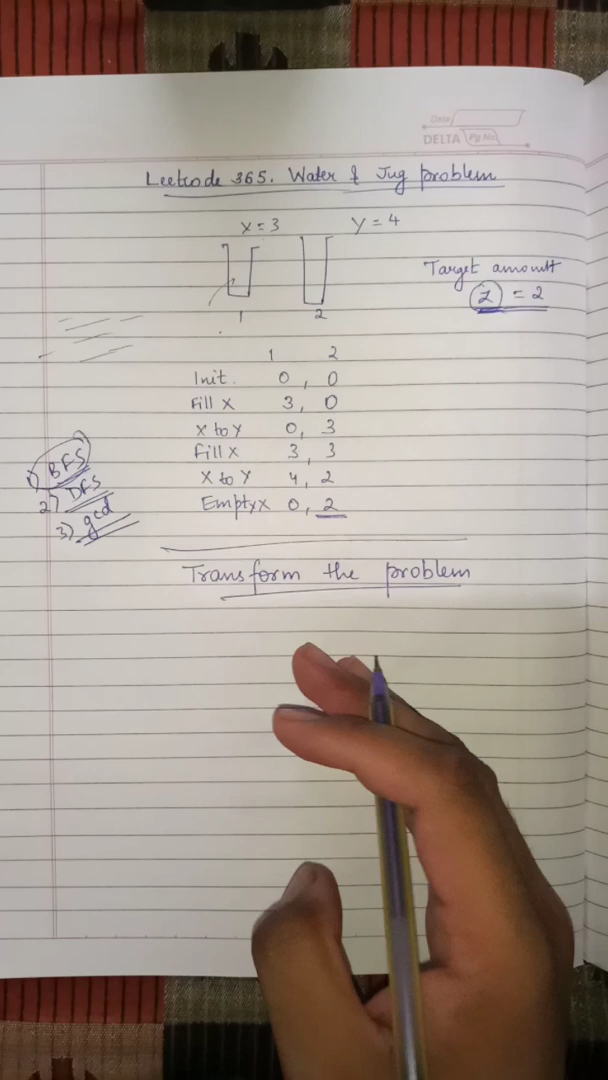 Date
DELTA Pg No.
Leetcode 365. Water & Jug problem
X = 3 Y = 4
Target amount
Z = 2
1 2
1 2
Init. 0, 0
Fill X 3, 0
X to Y 0, 3
Fill X 3, 3
X to Y 4, 2
Empty X 0, 2
1) BFS
2) DFS
3) gcd
Transform the problem